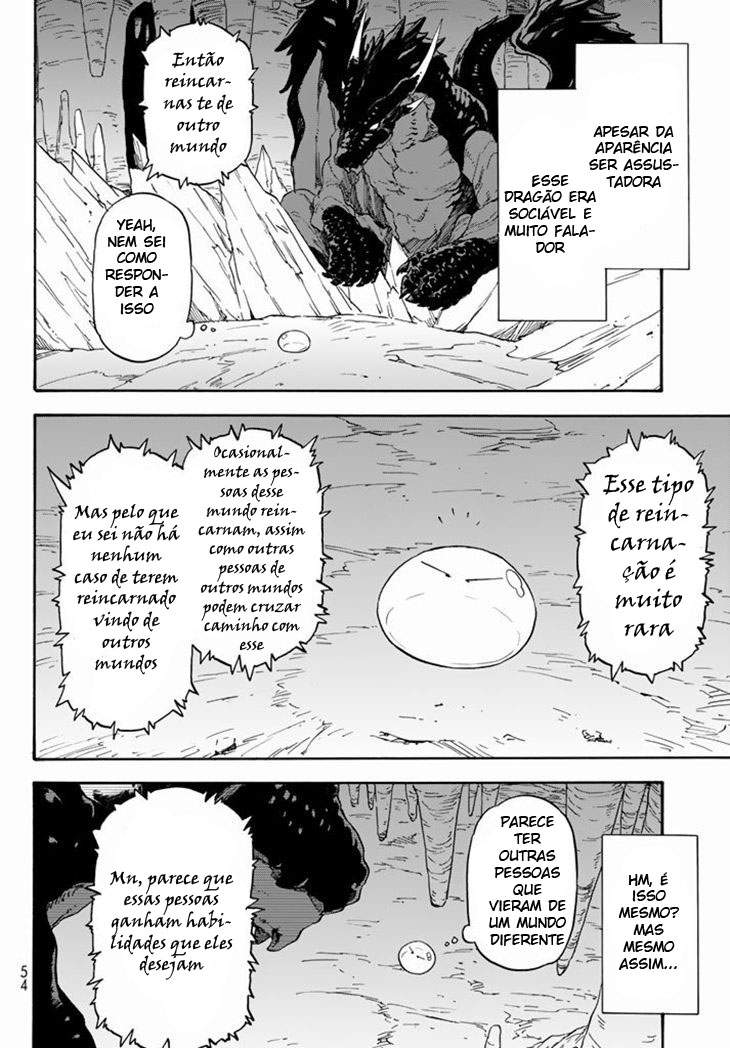 APESAR DA
APARÊNCIA
SER ASSUS-
TADORA
ESSE
DRAGÃO ERA
SOCIÁVEL E
MUITO FALA-
DOR
Então
reincar-
nas te de
outro
mundo
YEAH,
NEM SEI
COMO
RESPON-
DER A
ISSO
Esse tipo
de rein-
carna-
ção é
muito
rara
Ocasional-
mente as pes-
soas desse
mundo rein-
carnam, assim
como outras
pessoas de
outros mundos
podem cruzar
caminho com
esse
Mas pelo que
eu sei não há
nenhum
caso de terem
reincarnado
vindo de
outros
mundos
HM, É
ISSO
MESMO?
MAS
MESMO
ASSIM...
PARECE
TER
OUTRAS
PESSOAS
QUE
VIERAM DE
UM MUNDO
DIFERENTE
Mn, parece que
essas pessoas
ganham habi-
lidades que eles
desejam
54